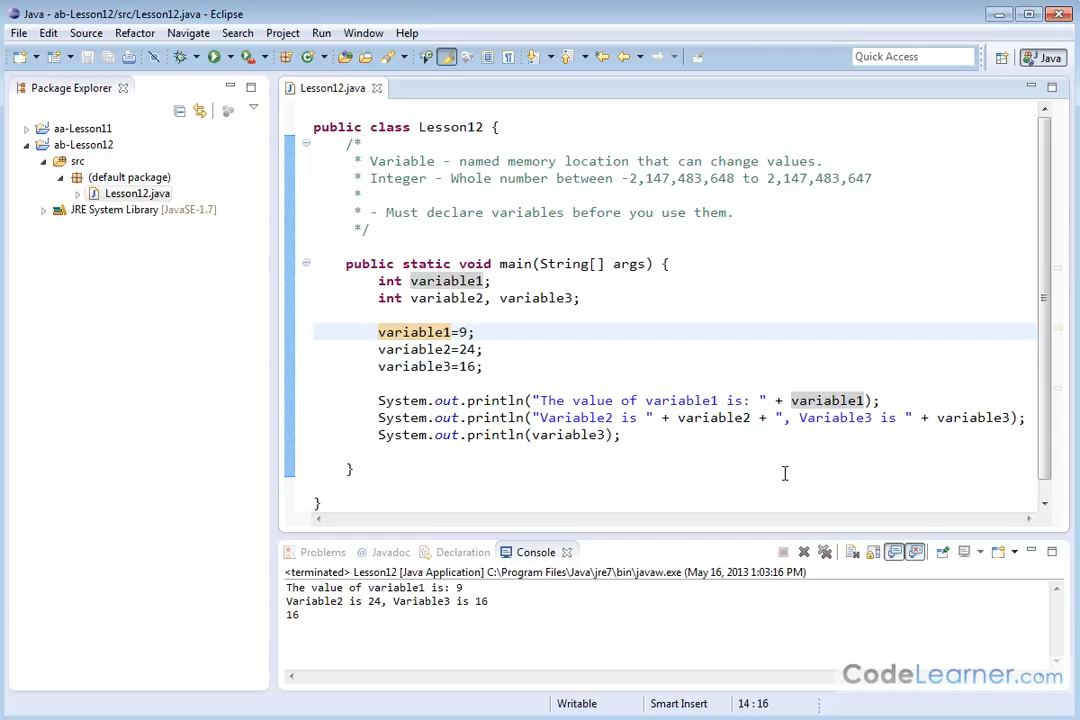 Java - ab-Lesson12/src/Lesson12.java - Eclipse
File Edit Source Refactor Navigate Search Project Run Window Help
Quick Access
Java
Package Explorer
Lesson12.java
aa-Lesson11
ab-Lesson12
src
(default package)
Lesson12.java
JRE System Library [JavaSE-1.7]
public class Lesson12 {
/*
* Variable - named memory location that can change values.
* Integer - Whole number between -2,147,483,648 to 2,147,483,647
*
* - Must declare variables before you use them.
*/
public static void main(String[] args) {
int variable1;
int variable2, variable3;
variable1=9;
variable2=24;
variable3=16;
System.out.println("The value of variable1 is: " + variable1);
System.out.println("Variable2 is " + variable2 + ", Variable3 is " + variable3);
System.out.println(variable3);
}
}
Problems @ Javadoc Declaration Console
<terminated> Lesson12 [Java Application] C:\Program Files\Java\jre7\bin\javaw.exe (May 16, 2013 1:03:16 PM)
The value of variable1 is: 9
Variable2 is 24, Variable3 is 16
16
CodeLearner.com
Writable Smart Insert 14 : 16